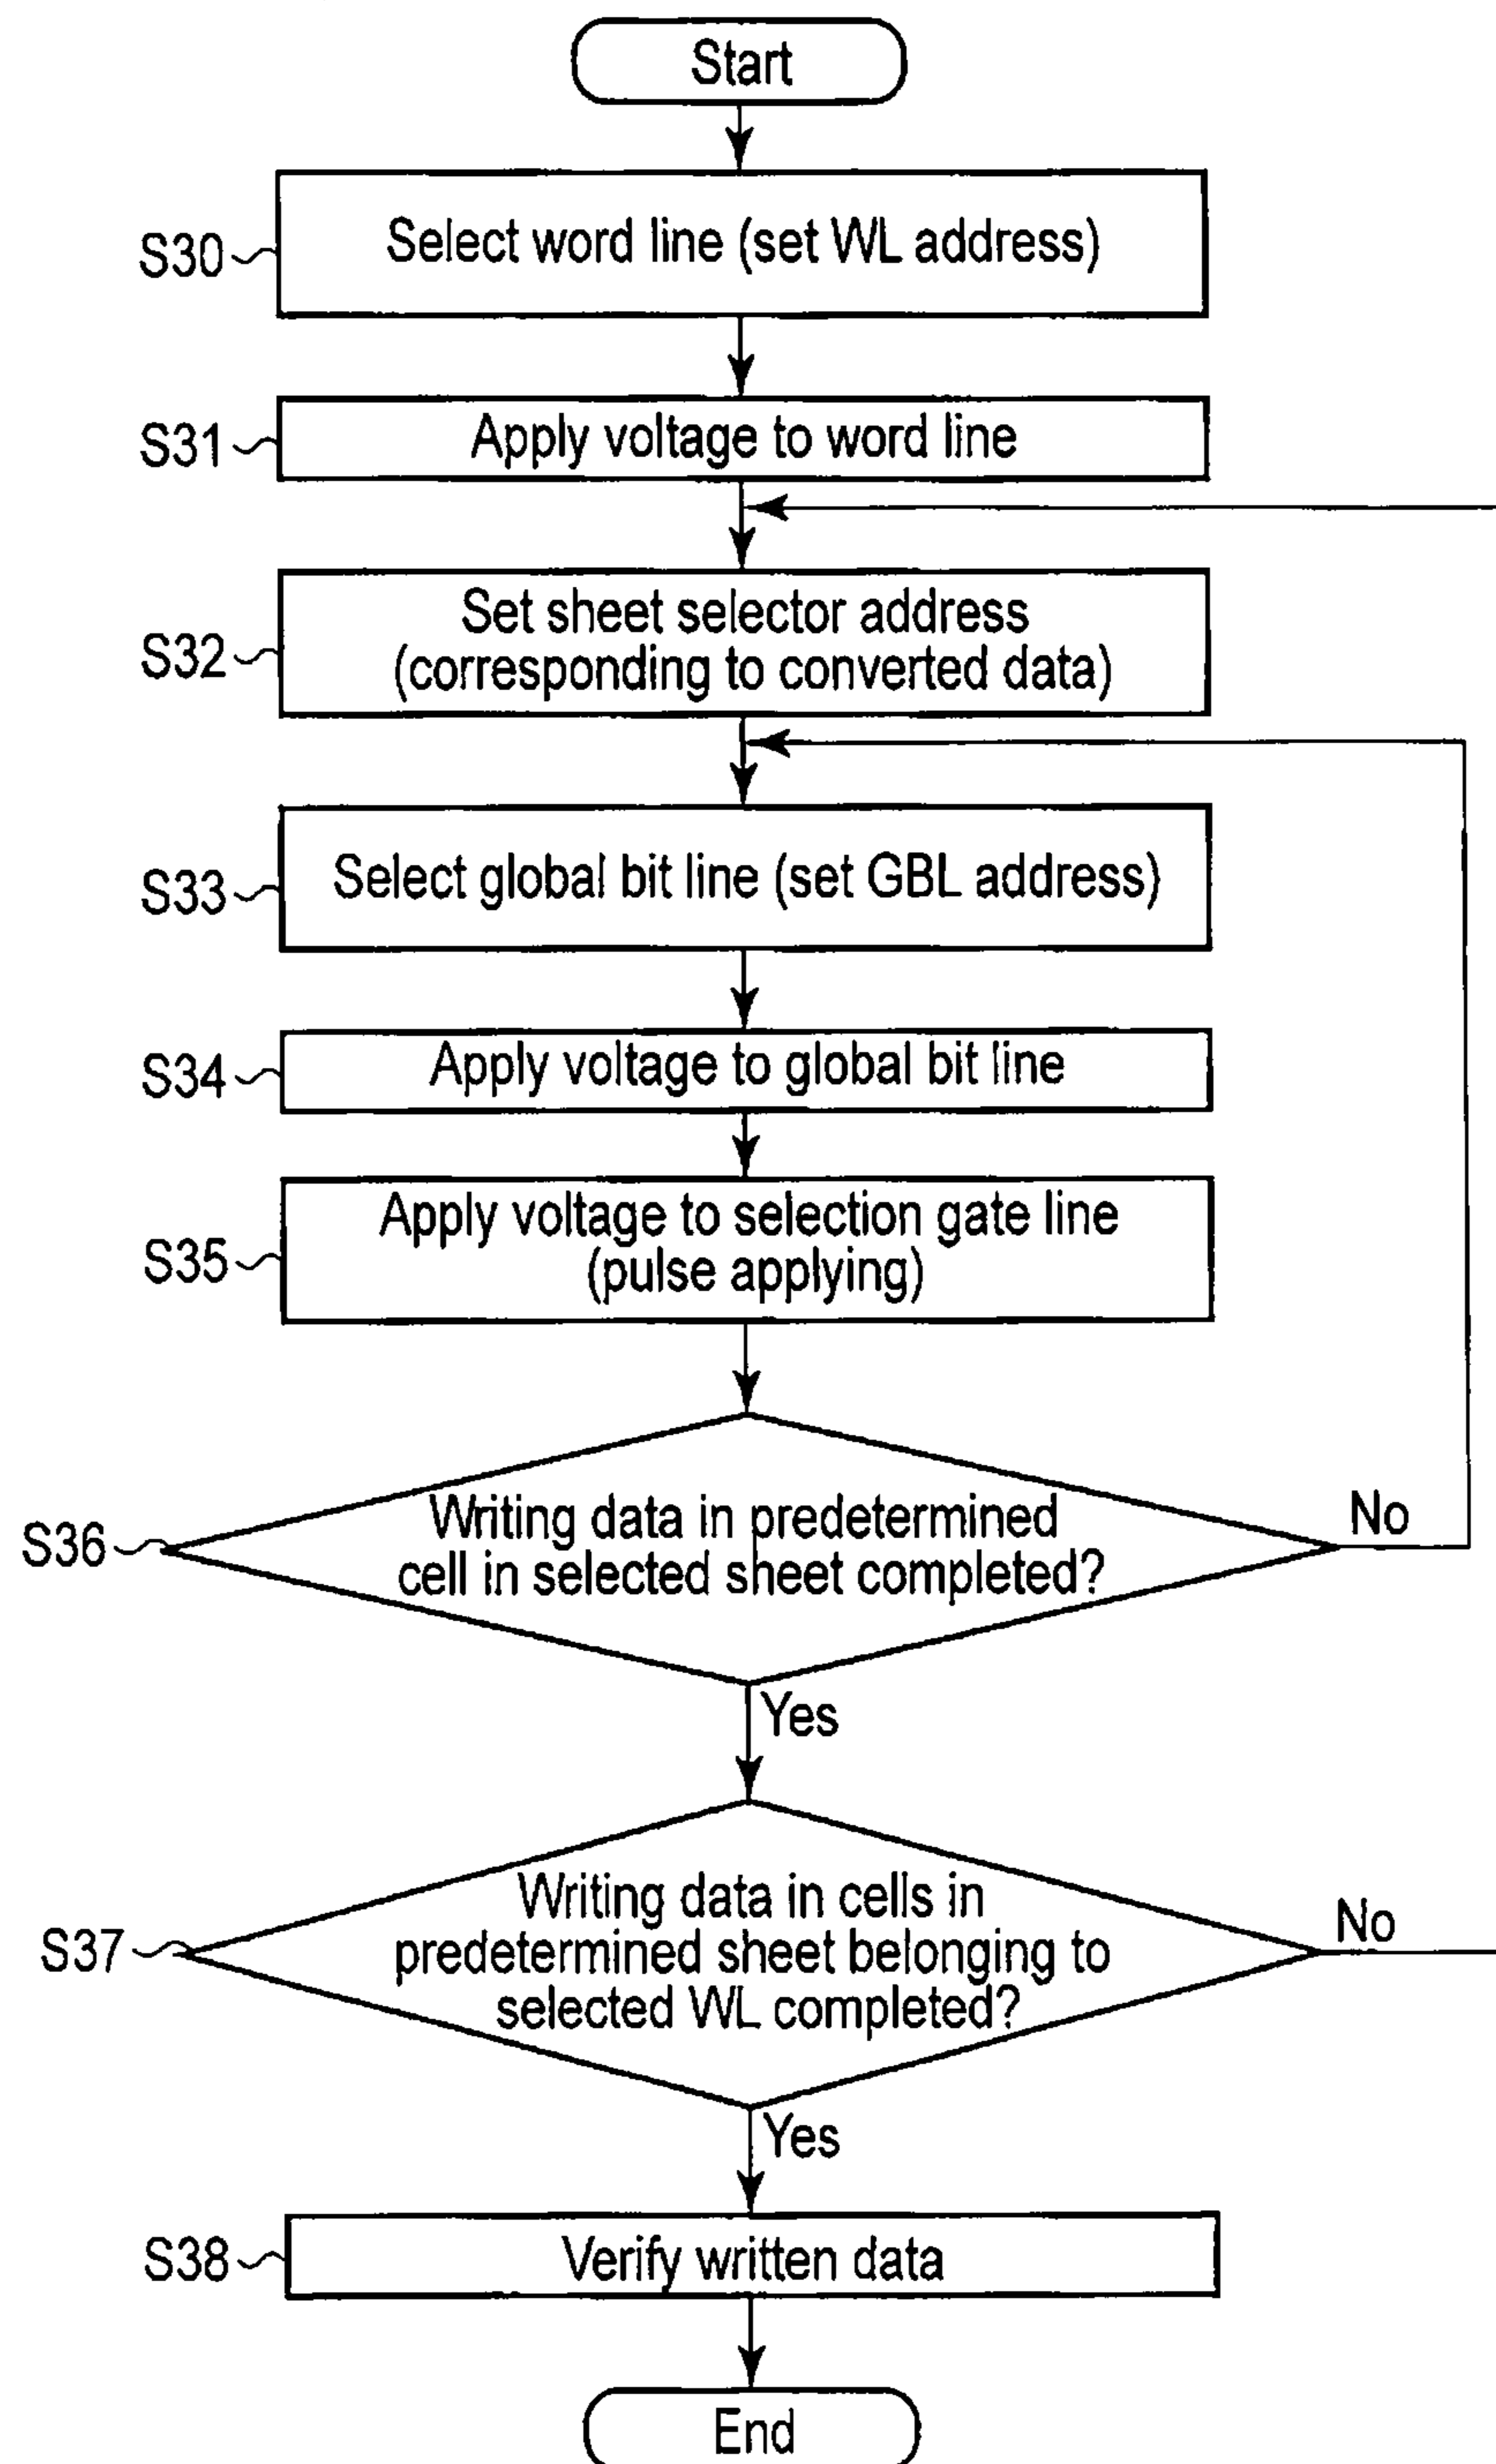 Start
S30
Select word line (set WL address)
S31
Apply voltage to word line
S32
Set sheet selector address
(corresponding to converted data)
S33
Select global bit line (set GBL address)
S34
Apply voltage to global bit line
S35
Apply voltage to selection gate line
(pulse applying)
S36
Writing data in predetermined
cell in selected sheet completed?
No
Yes
S37
Writing data in cells in
predetermined sheet belonging to
selected WL completed?
No
Yes
S38
Verify written data
End